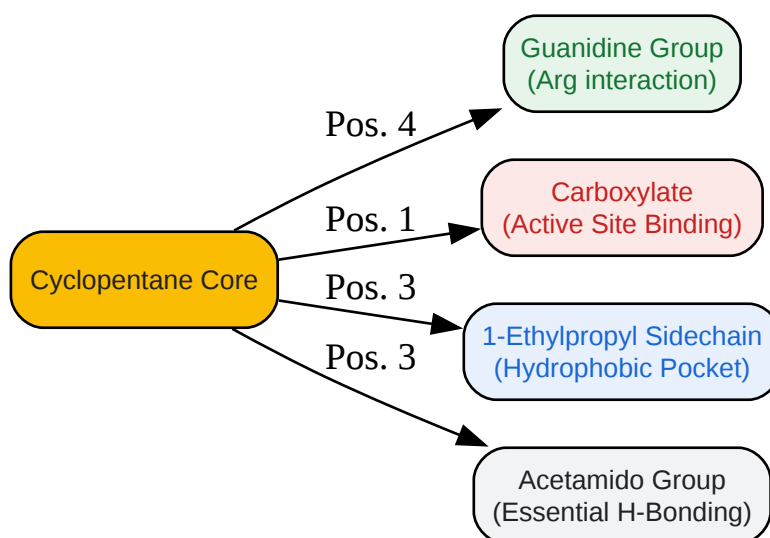 Guanidine Group
(Arg interaction)
Pos. 4
Carboxylate
(Active Site Binding)
Pos. 1
Cyclopentane Core
Pos. 3
1-Ethylpropyl Sidechain
(Hydrophobic Pocket)
Pos. 3
Acetamido Group
(Essential H-Bonding)